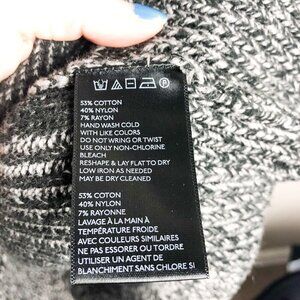 53% COTTON
40% NYLON
7% RAYON
HAND WASH COLD
WITH LIKE COLORS
DO NOT WRING OR TWIST
USE ONLY NON-CHLORINE
BLEACH
RESHAPE & LAY FLAT TO DRY
LOW IRON AS NEEDED
MAY BE DRY CLEANED
53% COTON
40% NYLON
7% RAYONNE
LAVAGE À LA MAIN À
TEMPÉRATURE FROIDE
AVEC COULEURS SIMILAIRES
NE PAS ESSORER OU TORDRE
UTILISER UN AGENT DE
BLANCHIMENT SANS CHLORE SI